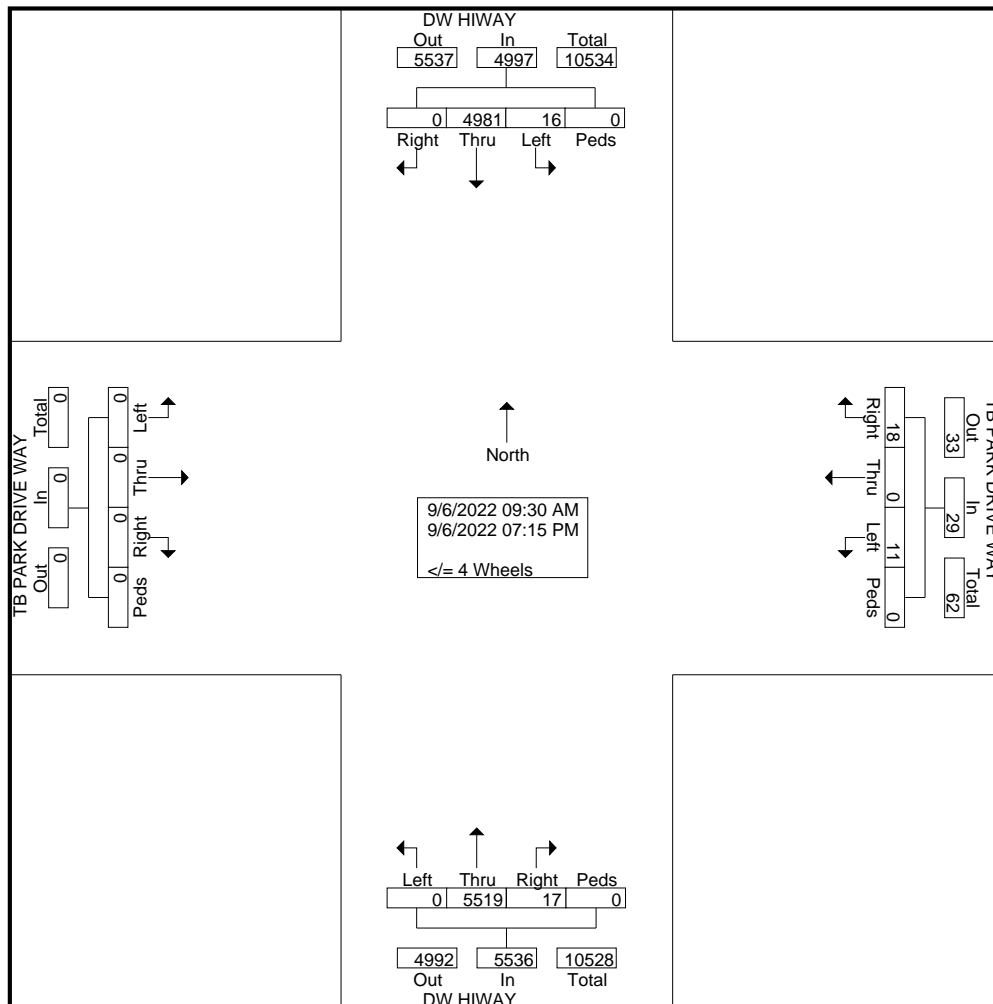 DW HIWAY
Out In Total
5537 4997 10534
0 4981 16 0
Right Thru Left Peds
TB PARK DRIVE WAY
Total In Out
0 0 0
0 0 0 0
Left Thru Right Peds
North
9/6/2022 09:30 AM
9/6/2022 07:15 PM
</= 4 Wheels
Right Thru Left Peds
18 0 11 0
33 29 62
Out In Total
TB PARK DRIVE WAY
Left Thru Right Peds
0 5519 17 0
4992 5536 10528
Out In Total
DW HIWAY